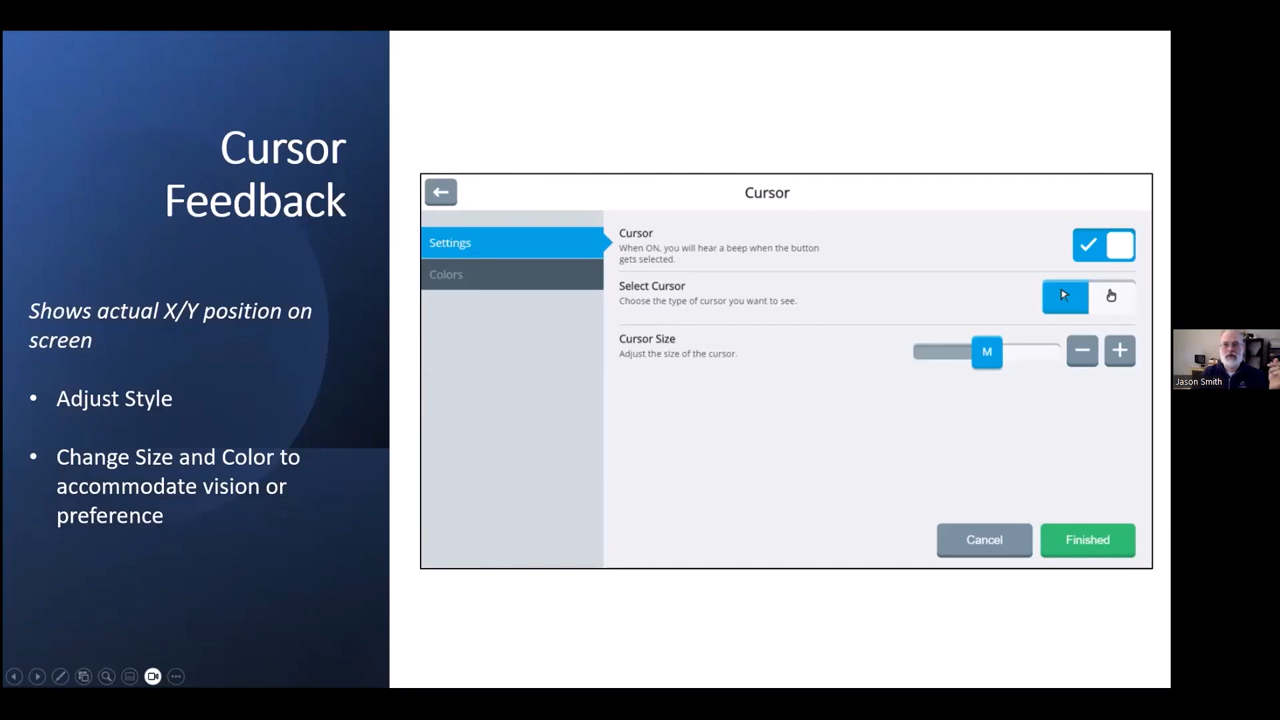 Cursor
Feedback
Shows actual X/Y position on
screen
• Adjust Style
• Change Size and Color to
accommodate vision or
preference
Cursor
Settings
Colors
Cursor
When ON, you will hear a beep when the button
gets selected.
Select Cursor
Choose the type of cursor you want to see.
Cursor Size
Adjust the size of the cursor.
M
Cancel
Finished
Jason Smith